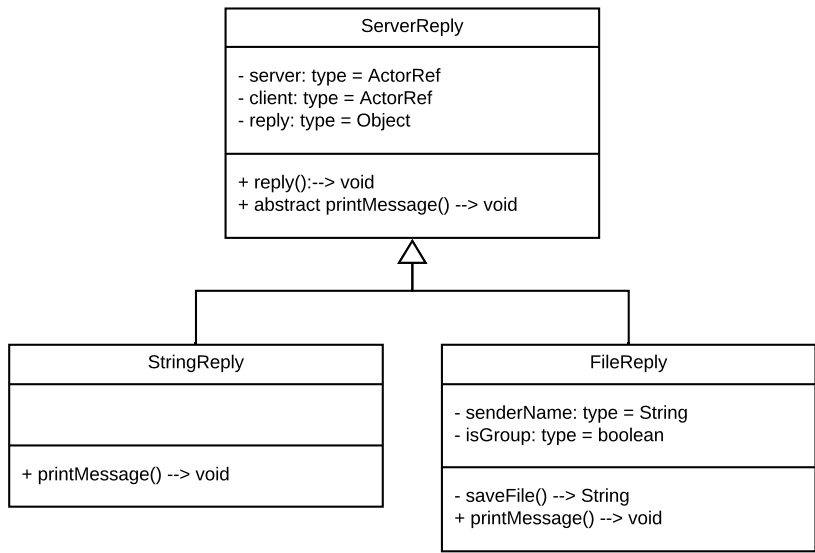 ServerReply
- server: type = ActorRef
- client: type = ActorRef
- reply: type = Object
+ reply():--> void
+ abstract printMessage() --> void
StringReply
+ printMessage() --> void
FileReply
- senderName: type = String
- isGroup: type = boolean
- saveFile() --> String
+ printMessage() --> void